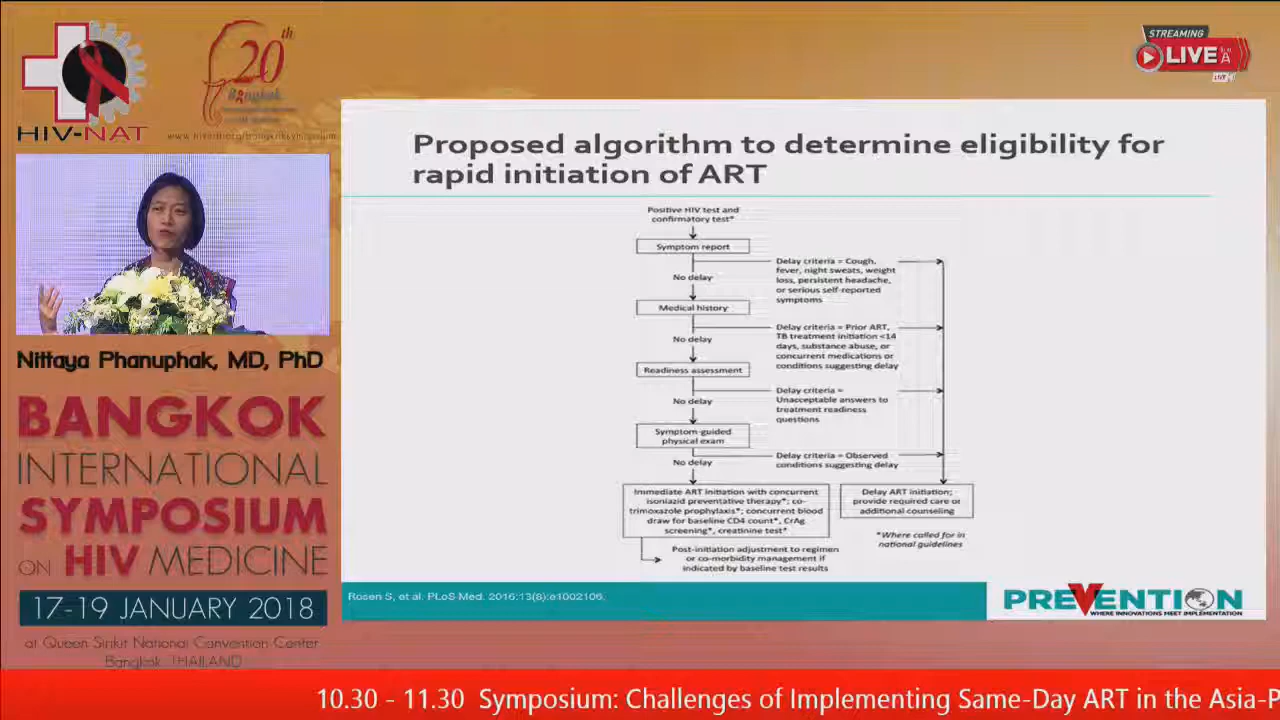 HIV-NAT
20th
Bangkok
STREAMING
LIVE
Nittaya Phanuphak, MD, PhD
BANGKOK
INTERNATIONAL
SYMPOSIUM
ON HIV MEDICINE
17-19 JANUARY 2018
at Queen Sirikit National Convention Center
Bangkok, THAILAND
Proposed algorithm to determine eligibility for
rapid initiation of ART
Positive HIV test and
confirmatory test*
Symptom report
Delay criteria = Cough,
fever, night sweats, weight
loss, persistent headache,
or serious self-reported
symptoms
No delay
Medical history
Delay criteria = Prior ART,
TB treatment initiation <14
days, substance abuse, or
concurrent medications or
conditions suggesting delay
No delay
Readiness assessment
Delay criteria =
Unacceptable answers to
treatment readiness
questions
No delay
Symptom-guided
physical exam
Delay criteria = Observed
conditions suggesting delay
No delay
Immediate ART initiation with concurrent
isoniazid preventative therapy*; co-
trimoxazole prophylaxis*; concurrent blood
draw for baseline CD4 count*, CrAg
screening*, creatinine test*
Delay ART initiation;
provide required care or
additional counseling
*Where called for in
national guidelines
Post-initiation adjustment to regimen
or co-morbidity management if
indicated by baseline test results
Rosen S, et al. PLoS Med. 2016;13(8):e1002106.
PREVENTION
WHERE INNOVATIONS MEET IMPLEMENTATION
10.30 - 11.30 Symposium: Challenges of Implementing Same-Day ART in the Asia-P